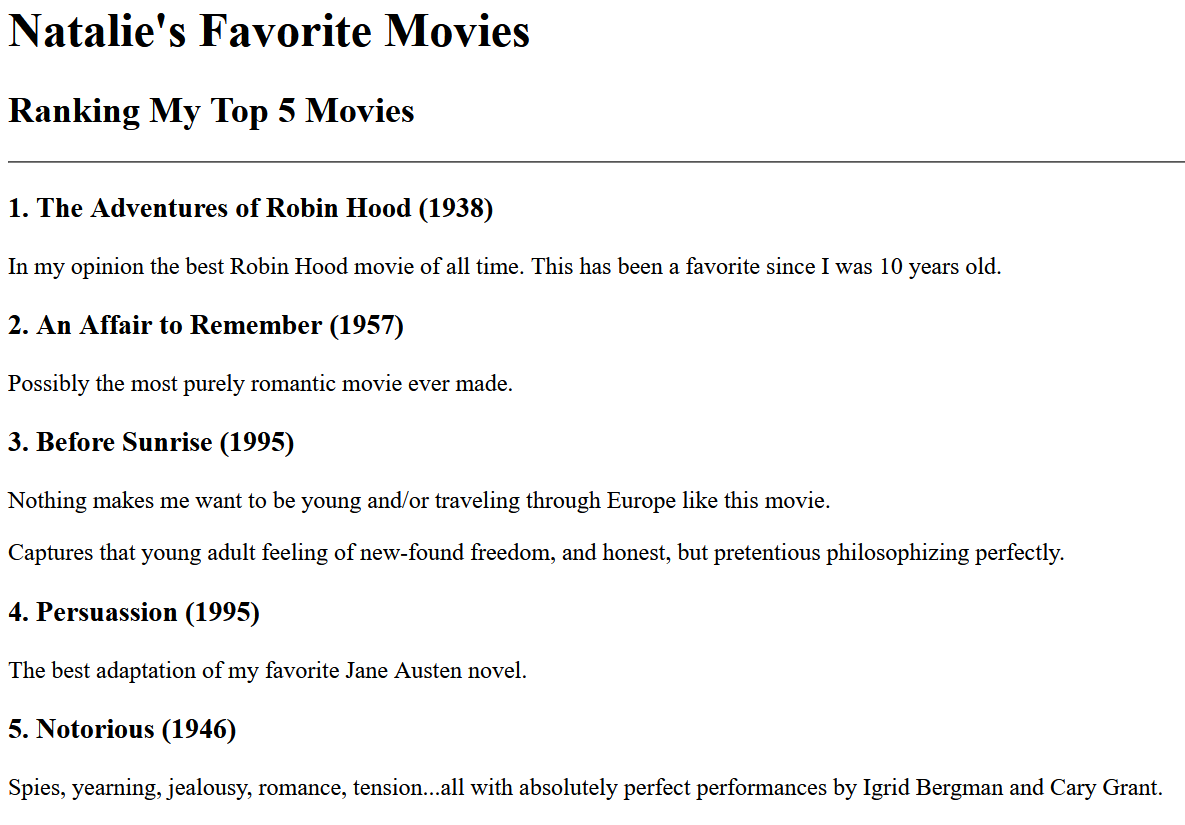 Natalie's Favorite Movies
Ranking My Top 5 Movies
1. The Adventures of Robin Hood (1938)
In my opinion the best Robin Hood movie of all time. This has been a favorite since I was 10 years old.
2. An Affair to Remember (1957)
Possibly the most purely romantic movie ever made.
3. Before Sunrise (1995)
Nothing makes me want to be young and/or traveling through Europe like this movie.
Captures that young adult feeling of new-found freedom, and honest, but pretentious philosophizing perfectly.
4. Persuassion (1995)
The best adaptation of my favorite Jane Austen novel.
5. Notorious (1946)
Spies, yearning, jealousy, romance, tension...all with absolutely perfect performances by Igrid Bergman and Cary Grant.